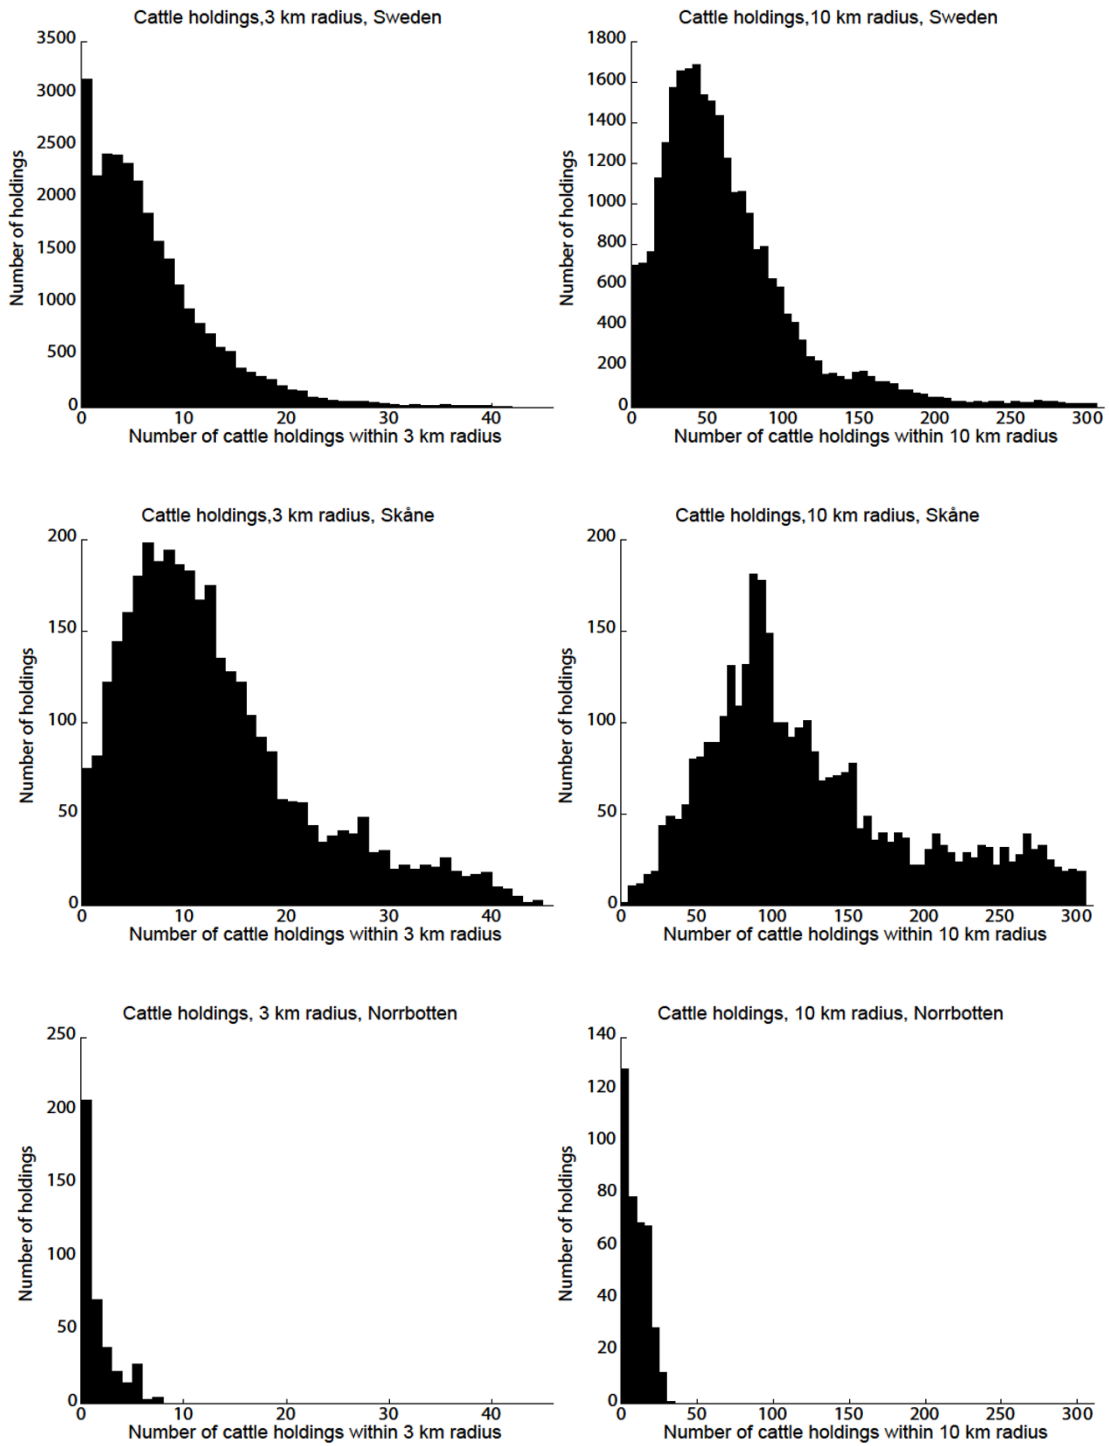 Cattle holdings,3 km radius, Sweden
3500
3000
2500
2000
1500
1000
500
0
Number of holdings
0 10 20 30 40
Number of cattle holdings within 3 km radius
Cattle holdings,10 km radius, Sweden
1800
1600
1400
1200
1000
800
600
400
200
0
Number of holdings
0 50 100 150 200 250 300
Number of cattle holdings within 10 km radius
Cattle holdings,3 km radius, Skåne
200
150
100
50
0
Number of holdings
0 10 20 30 40
Number of cattle holdings within 3 km radius
Cattle holdings,10 km radius, Skåne
200
150
100
50
0
Number of holdings
0 50 100 150 200 250 300
Number of cattle holdings within 10 km radius
Cattle holdings, 3 km radius, Norrbotten
250
200
150
100
50
0
Number of holdings
0 10 20 30 40
Number of cattle holdings within 3 km radius
Cattle holdings, 10 km radius, Norrbotten
140
120
100
80
60
40
20
0
Number of holdings
0 50 100 150 200 250 300
Number of cattle holdings within 10 km radius